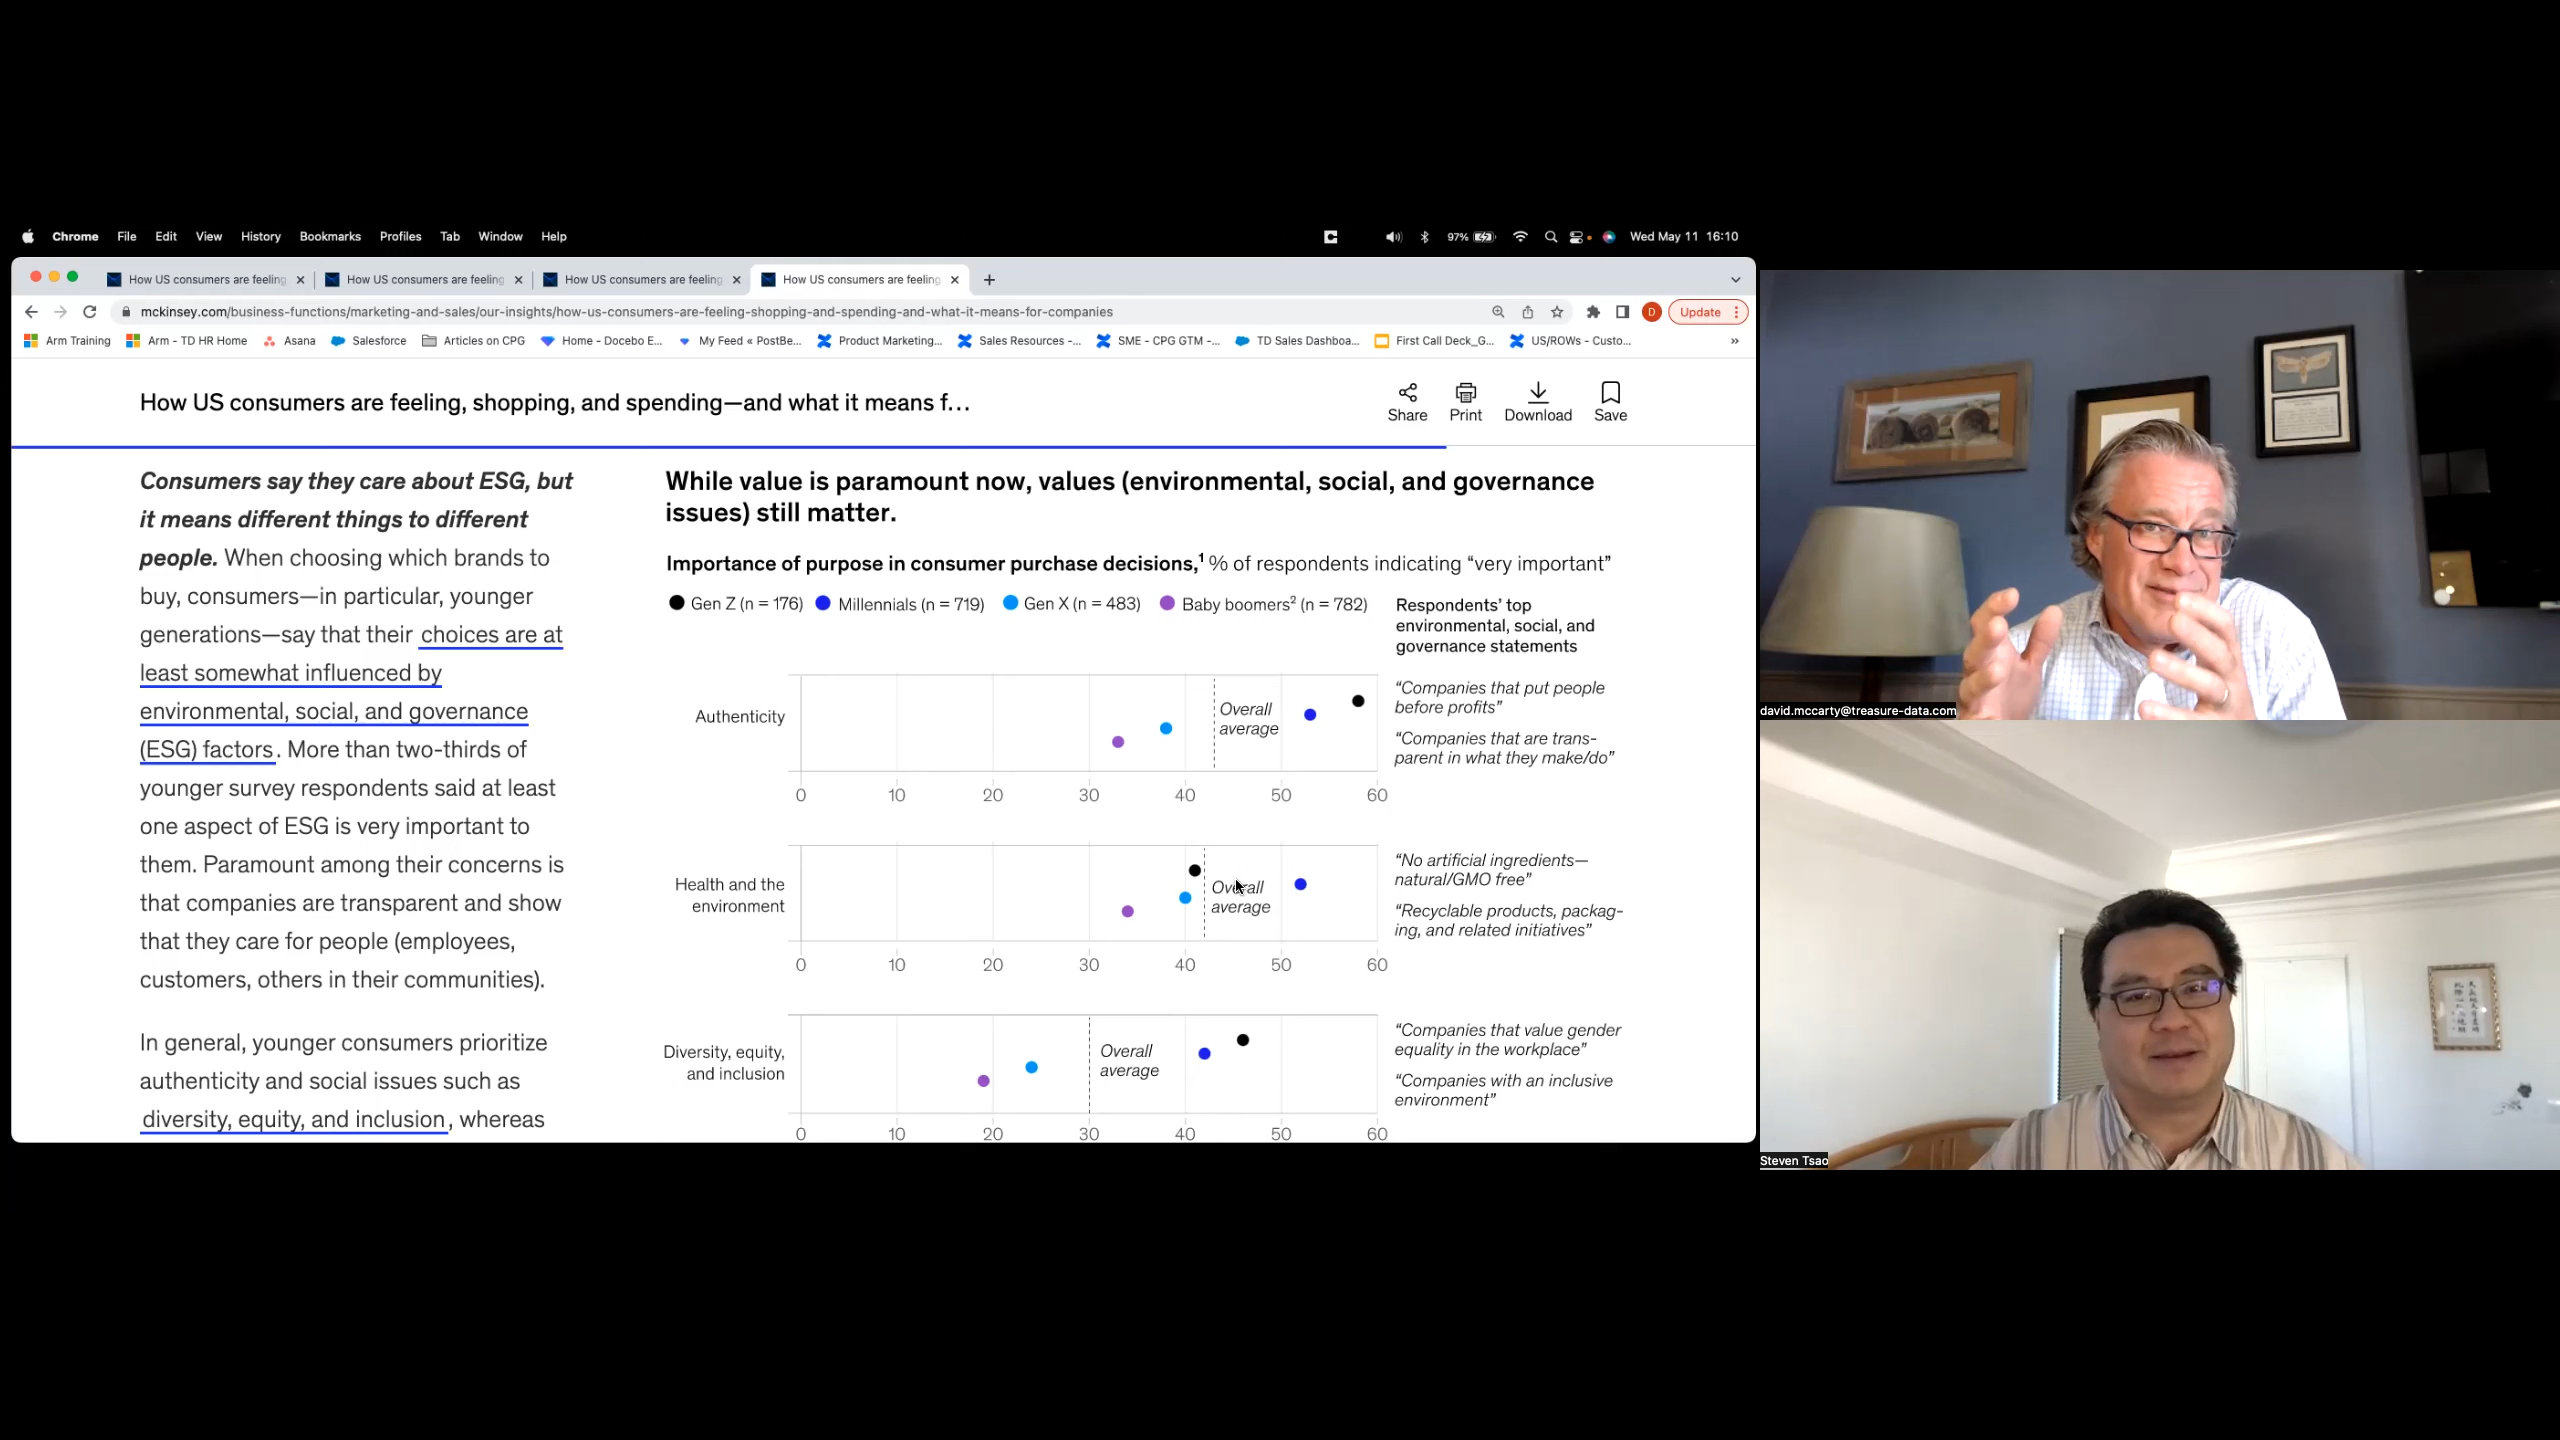 Chrome File Edit View History Bookmarks Profiles Tab Window Help
97% Wed May 11 16:10
How US consumers are feeling
How US consumers are feeling
How US consumers are feeling
How US consumers are feeling
mckinsey.com/business-functions/marketing-and-sales/our-insights/how-us-consumers-are-feeling-shopping-and-spending-and-what-it-means-for-companies
D
Update
Arm Training
Arm - TD HR Home
Asana
Salesforce
Articles on CPG
Home - Docebo E...
My Feed « PostBe...
Product Marketing...
Sales Resources -...
SME - CPG GTM -...
TD Sales Dashboa...
First Call Deck_G...
US/ROWs - Custo...
»
How US consumers are feeling, shopping, and spending—and what it means f...
Share
Print
Download
Save
Consumers say they care about ESG, but
it means different things to different
people. When choosing which brands to
buy, consumers—in particular, younger
generations—say that their choices are at
least somewhat influenced by
environmental, social, and governance
(ESG) factors. More than two-thirds of
younger survey respondents said at least
one aspect of ESG is very important to
them. Paramount among their concerns is
that companies are transparent and show
that they care for people (employees,
customers, others in their communities).
In general, younger consumers prioritize
authenticity and social issues such as
diversity, equity, and inclusion, whereas
While value is paramount now, values (environmental, social, and governance
issues) still matter.
Importance of purpose in consumer purchase decisions,¹ % of respondents indicating “very important”
Gen Z (n = 176)
Millennials (n = 719)
Gen X (n = 483)
Baby boomers² (n = 782)
Respondents’ top
environmental, social, and
governance statements
Authenticity
Overall
average
0 10 20 30 40 50 60
“Companies that put people
before profits”
“Companies that are trans-
parent in what they make/do”
Health and the
environment
Overall
average
0 10 20 30 40 50 60
“No artificial ingredients—
natural/GMO free”
“Recyclable products, packag-
ing, and related initiatives”
Diversity, equity,
and inclusion
Overall
average
0 10 20 30 40 50 60
“Companies that value gender
equality in the workplace”
“Companies with an inclusive
environment”
david.mccarty@treasure-data.com
Steven Tsao